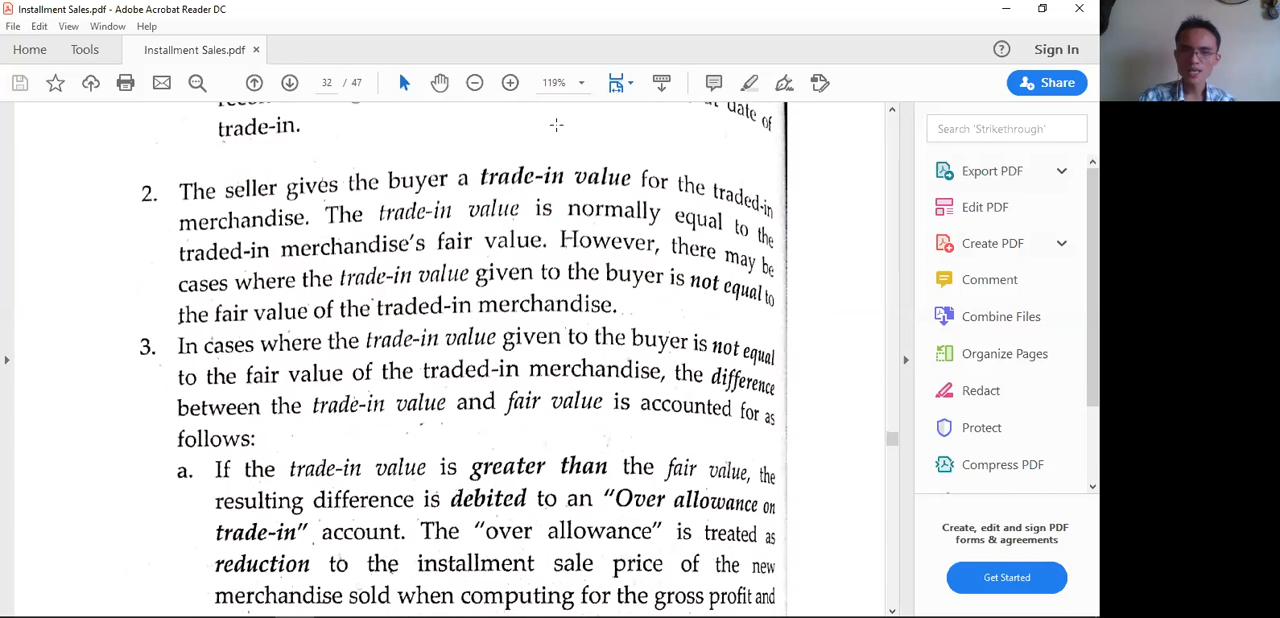 Installment Sales.pdf - Adobe Acrobat Reader DC
File Edit View Window Help
Home Tools Installment Sales.pdf × Sign In
32 / 47 119% Share
date of
trade-in.
2. The seller gives the buyer a trade-in value for the traded-in
merchandise. The trade-in value is normally equal to the
traded-in merchandise's fair value. However, there may be
cases where the trade-in value given to the buyer is not equal to
the fair value of the traded-in merchandise.
3. In cases where the trade-in value given to the buyer is not equal
to the fair value of the traded-in merchandise, the difference
between the trade-in value and fair value is accounted for as
follows:
a. If the trade-in value is greater than the fair value, the
resulting difference is debited to an "Over allowance on
trade-in" account. The "over allowance" is treated as
reduction to the installment sale price of the new
merchandise sold when computing for the gross profit and
Search 'Strikethrough'
Export PDF
Edit PDF
Create PDF
Comment
Combine Files
Organize Pages
Redact
Protect
Compress PDF
Create, edit and sign PDF
forms & agreements
Get Started